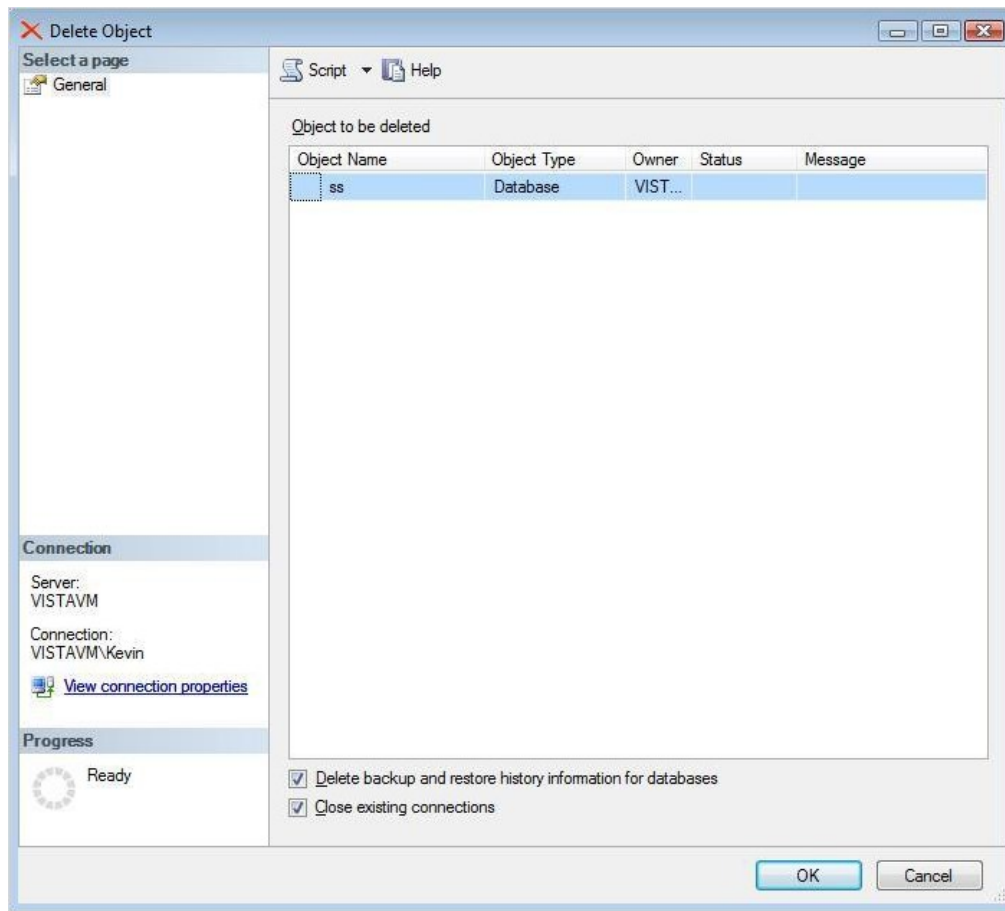 Delete Object
Select a page
General
Script Help
Object to be deleted
Object Name Object Type Owner Status Message
ss Database VIST...
Connection
Server:
VISTAVM
Connection:
VISTAVM\Kevin
View connection properties
Progress
Ready
Delete backup and restore history information for databases
Close existing connections
OK Cancel